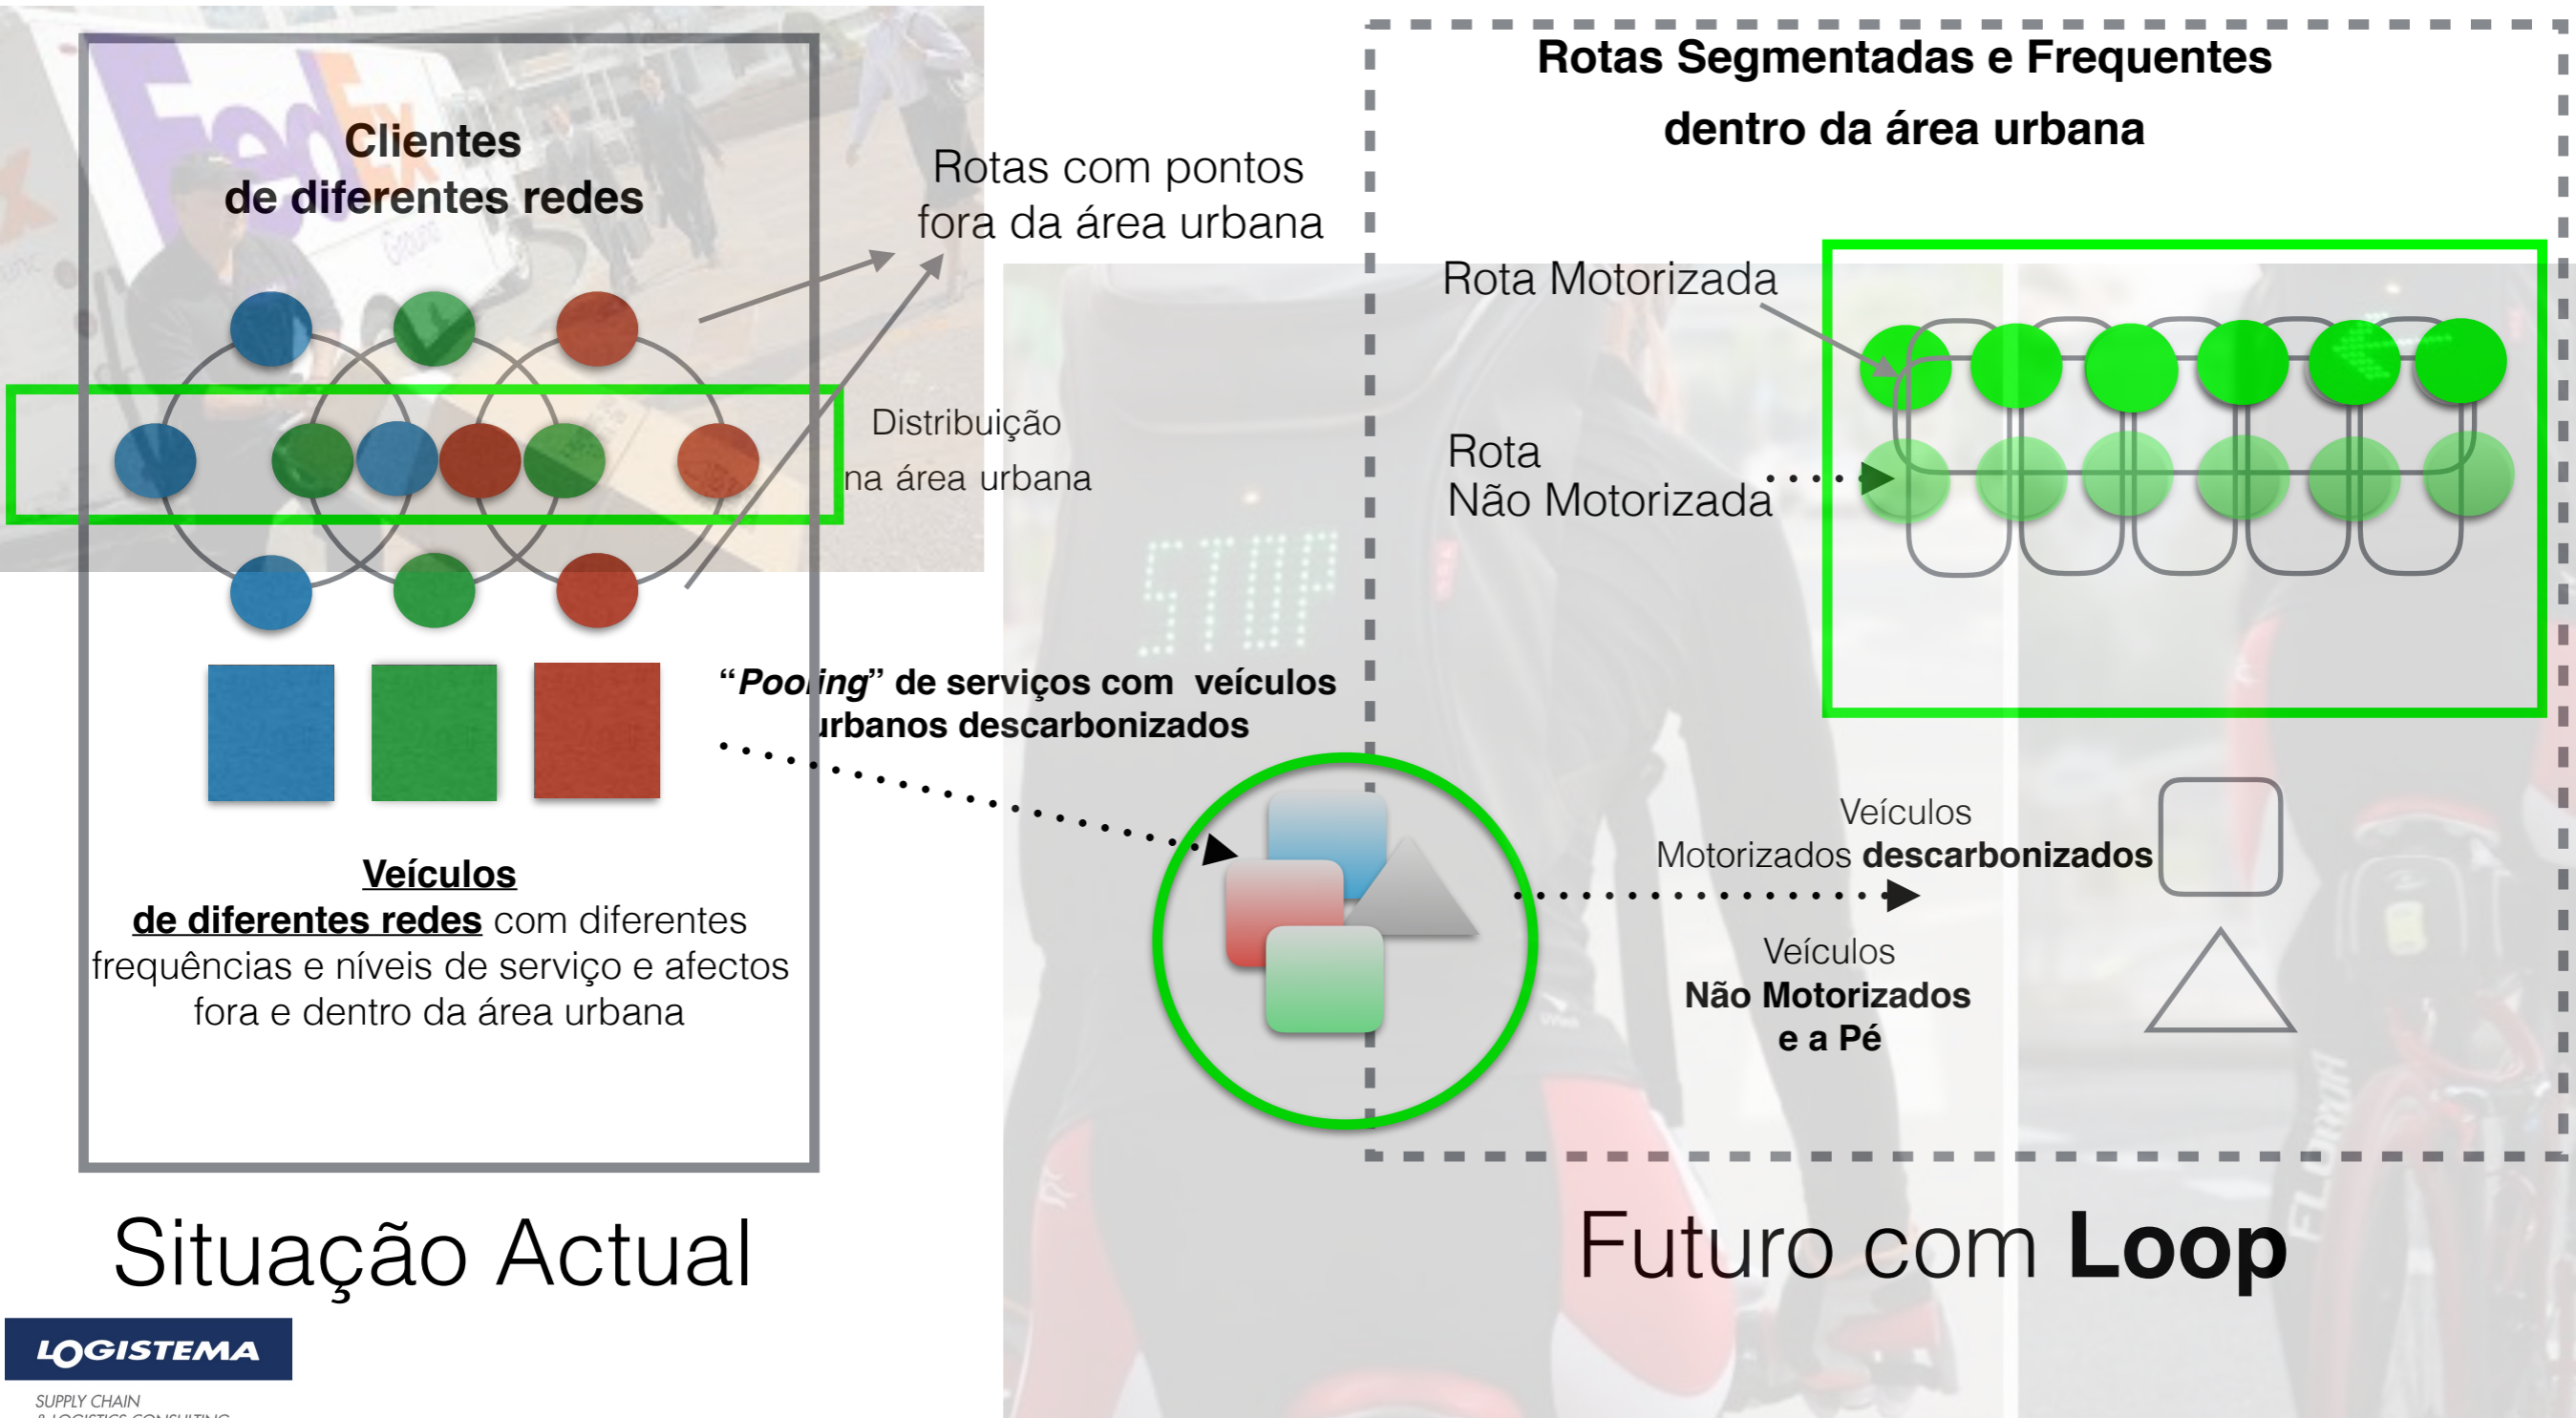 FedEx
Clientes
de diferentes redes
Rotas com pontos
fora da área urbana
Distribuição
na área urbana
"Pooling" de serviços com veículos
urbanos descarbonizados
Veículos
de diferentes redes com diferentes
frequências e níveis de serviço e afectos
fora e dentro da área urbana
Situação Actual
Rotas Segmentadas e Frequentes
dentro da área urbana
Rota Motorizada
Rota
Não Motorizada
STOP
Veículos
Motorizados descarbonizados
Veículos
Não Motorizados
e a Pé
Futuro com Loop
LOGISTEMA
SUPPLY CHAIN
& LOGISTICS CONSULTING